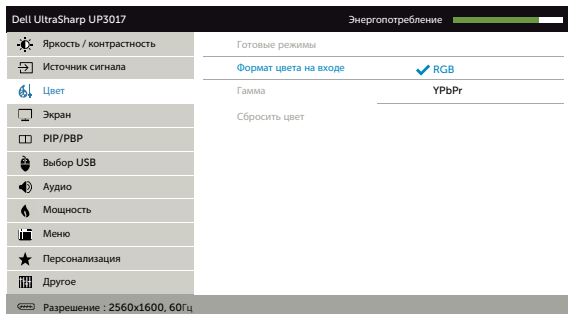 Dell UltraSharp UP3017 Энергопотребление
Яркость / контрастность Готовые режимы
Источник сигнала Формат цвета на входе RGB
Цвет Гамма YPbPr
Экран Сбросить цвет
PIP/PBP
Выбор USB
Аудио
Мощность
Меню
Персонализация
Другое
Разрешение : 2560x1600, 60Гц